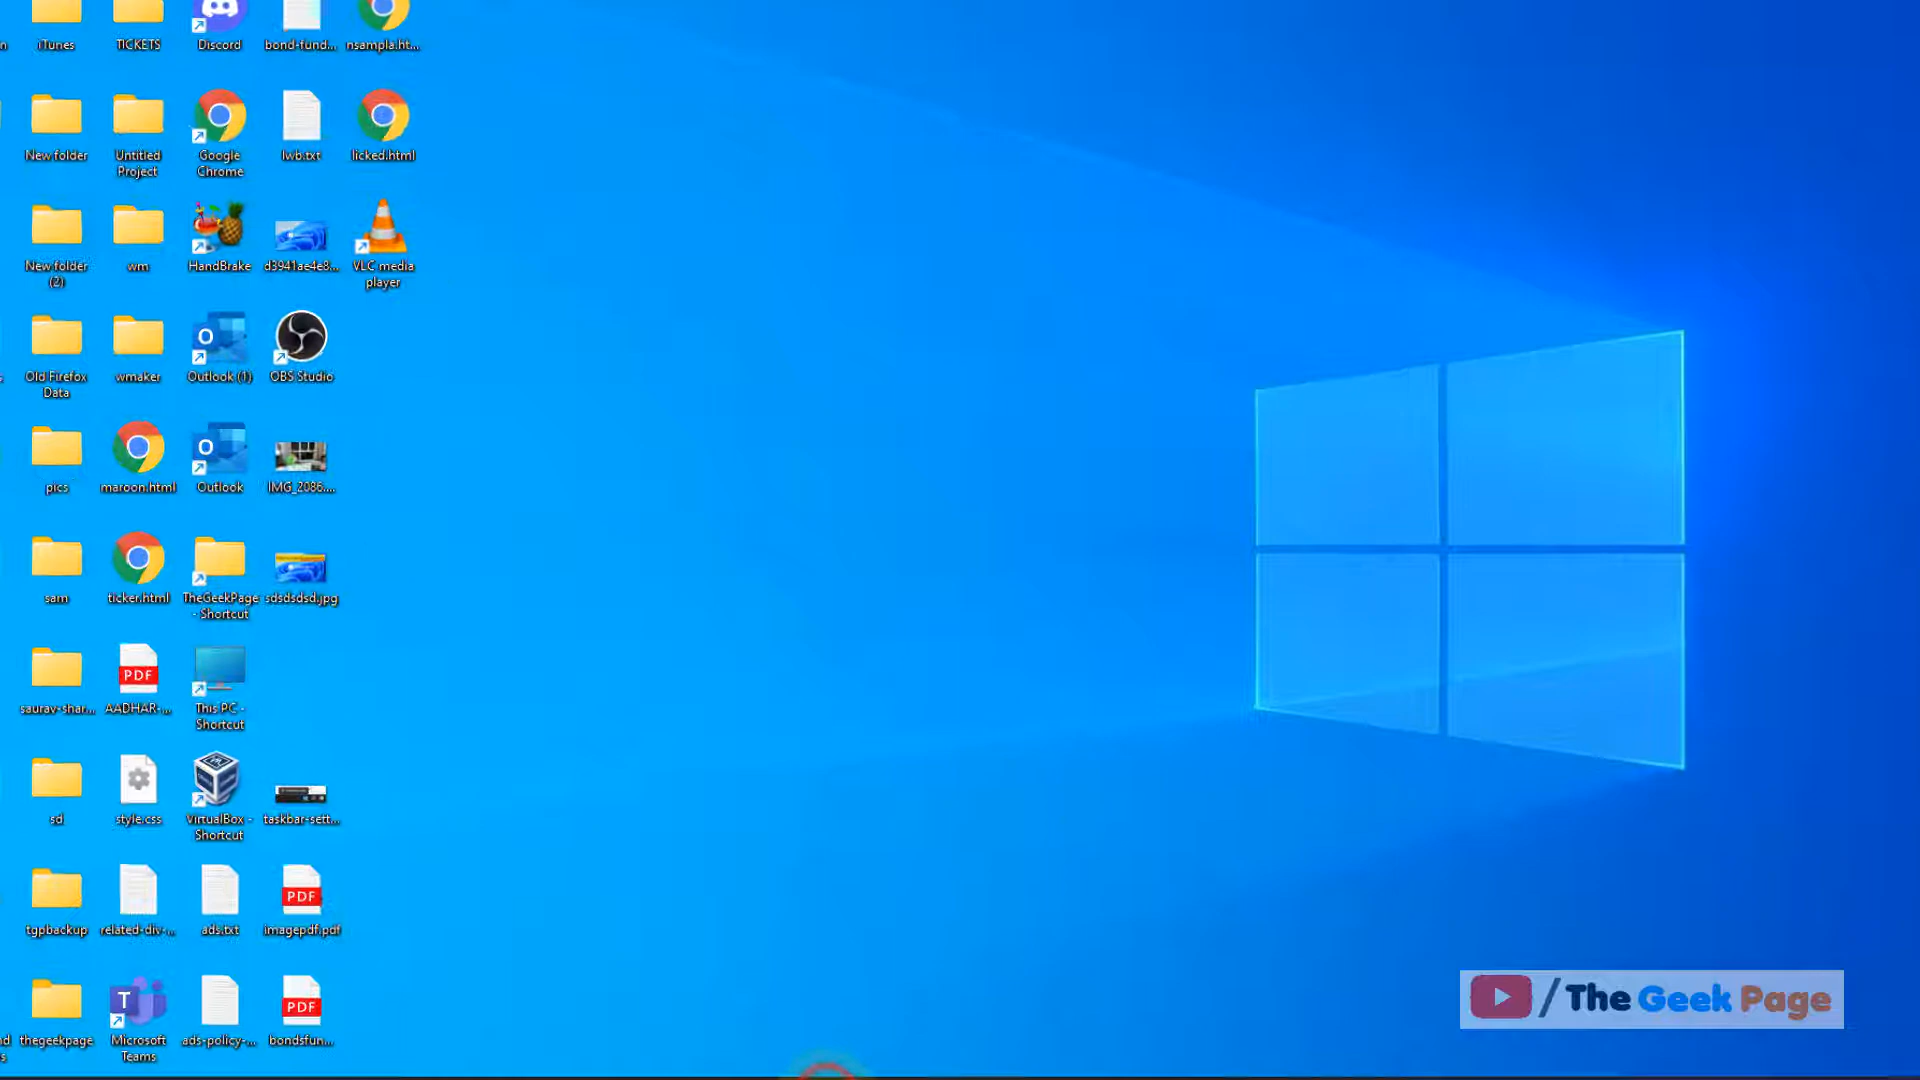 iTunes
TICKETS
Discord
bond-fund...
nsampla.ht...
New folder
Untitled
Project
Google
Chrome
lwb.txt
licked.html
New folder
(2)
wm
HandBrake
d3941ae4e8...
VLC media
player
Old Firefox
Data
wmaker
Outlook (1)
OBS Studio
pics
maroon.html
Outlook
IMG_2086....
sam
ticker.html
TheGeekPage
- Shortcut
sdsdsdsd.jpg
saurav-shar...
PDF
AADHAR-...
This PC -
Shortcut
sd
style.css
VirtualBox -
Shortcut
taskbar-sett...
tgpbackup
related-div-...
ads.txt
PDF
imagepdf.pdf
thegeekpage
T
Microsoft
Teams
ads-policy-...
PDF
bondsfun...
/ The Geek Page